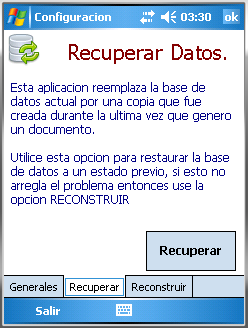 Configuracion 03:30 ok
Recuperar Datos.
Esta aplicacion reemplaza la base de
datos actual por una copia que fue
creada durante la ultima vez que genero
un documento.
Utilice esta opcion para restaurar la base
de datos a un estado previo, si esto no
arregla el problema entonces use la
opcion RECONSTRUIR
Recuperar
Generales Recuperar Reconstruir
Salir